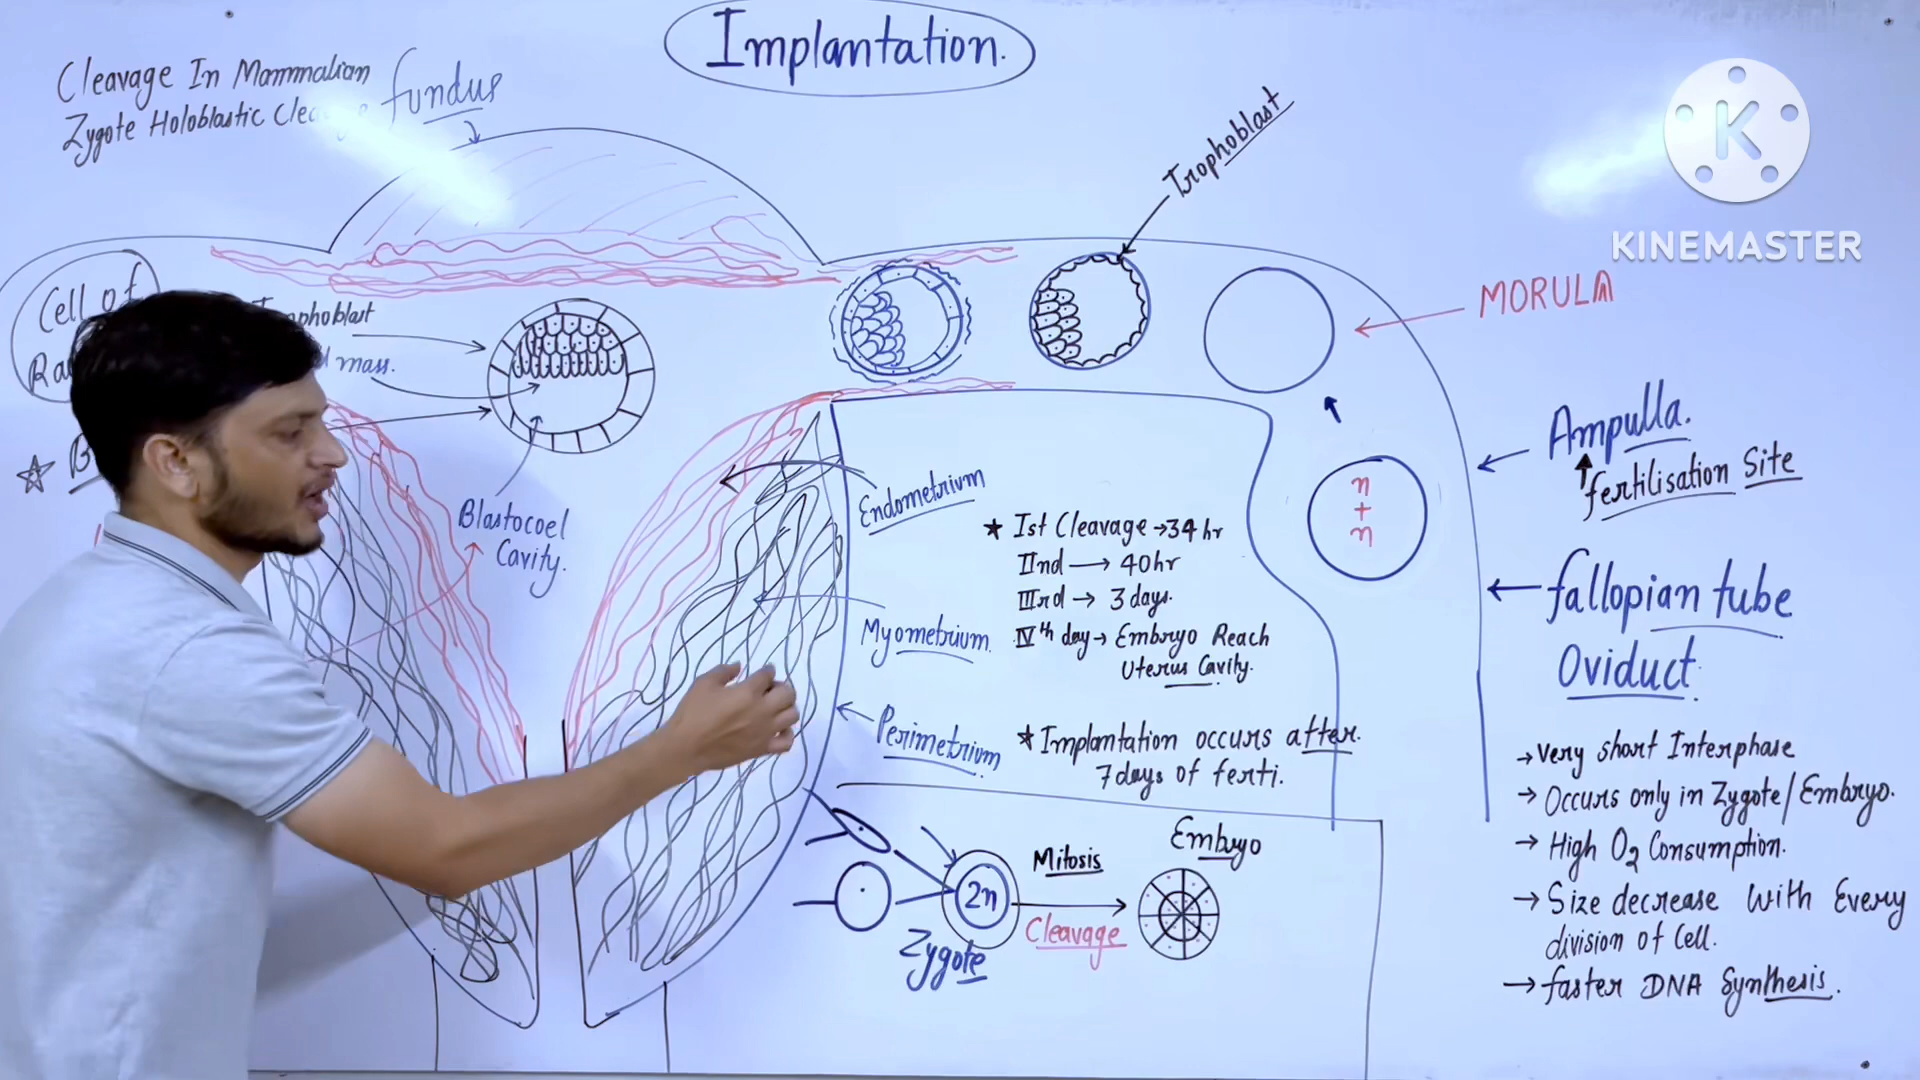 Implantation.
Cleavage In Mammalian
Zygote Holoblastic
fundus
Trophoblast
KINEMASTER
MORULA
Cell of
mass.
Blastocoel
Cavity.
Ampulla.
fertilisation Site
n
+
n
fallopian tube
Oviduct
Endometrium
Myometrium
Perimetrium
★ Ist Cleavage → 34 hr
IInd → 40hr
IIIrd → 3 days.
IVth day → Embryo Reach
Uterus Cavity.
★ Implantation occurs after.
7days of ferti.
→ Very short Interphase
→ Occurs only in Zygote/Embryo.
→ High O2 Consumption.
→ Size decrease With Every
division of Cell.
→ faster DNA Synthesis.
2n
Zygote
Mitosis
Cleavage
Embryo